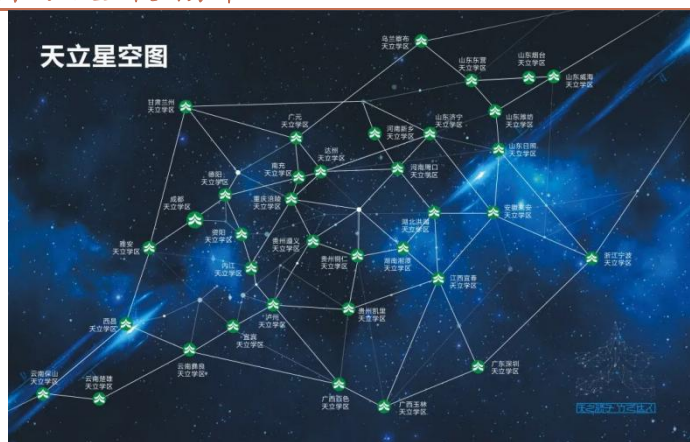 天立星空图
乌兰察布
天立学区
山东东营
天立学区
山东烟台
天立学区
山东威海
天立学区
甘肃兰州
天立学区
广元
天立学区
河南新乡
天立学区
山东济宁
天立学区
山东潍坊
天立学区
山东日照
天立学区
达州
天立学区
南充
天立学区
河南周口
天立学区
德阳
天立学区
重庆涪陵
天立学区
成都
天立学区
资阳
天立学区
湖北洪湖
天立学区
安徽六安
天立学区
雅安
天立学区
贵州遵义
天立学区
贵州铜仁
天立学区
湖南湘潭
天立学区
浙江宁波
天立学区
内江
天立学区
江西宜春
天立学区
西昌
天立学区
泸州
天立学区
贵州凯里
天立学区
宜宾
天立学区
云南彝良
天立学区
广东深圳
天立学区
云南保山
天立学区
云南楚雄
天立学区
广西百色
天立学区
广西玉林
天立学区